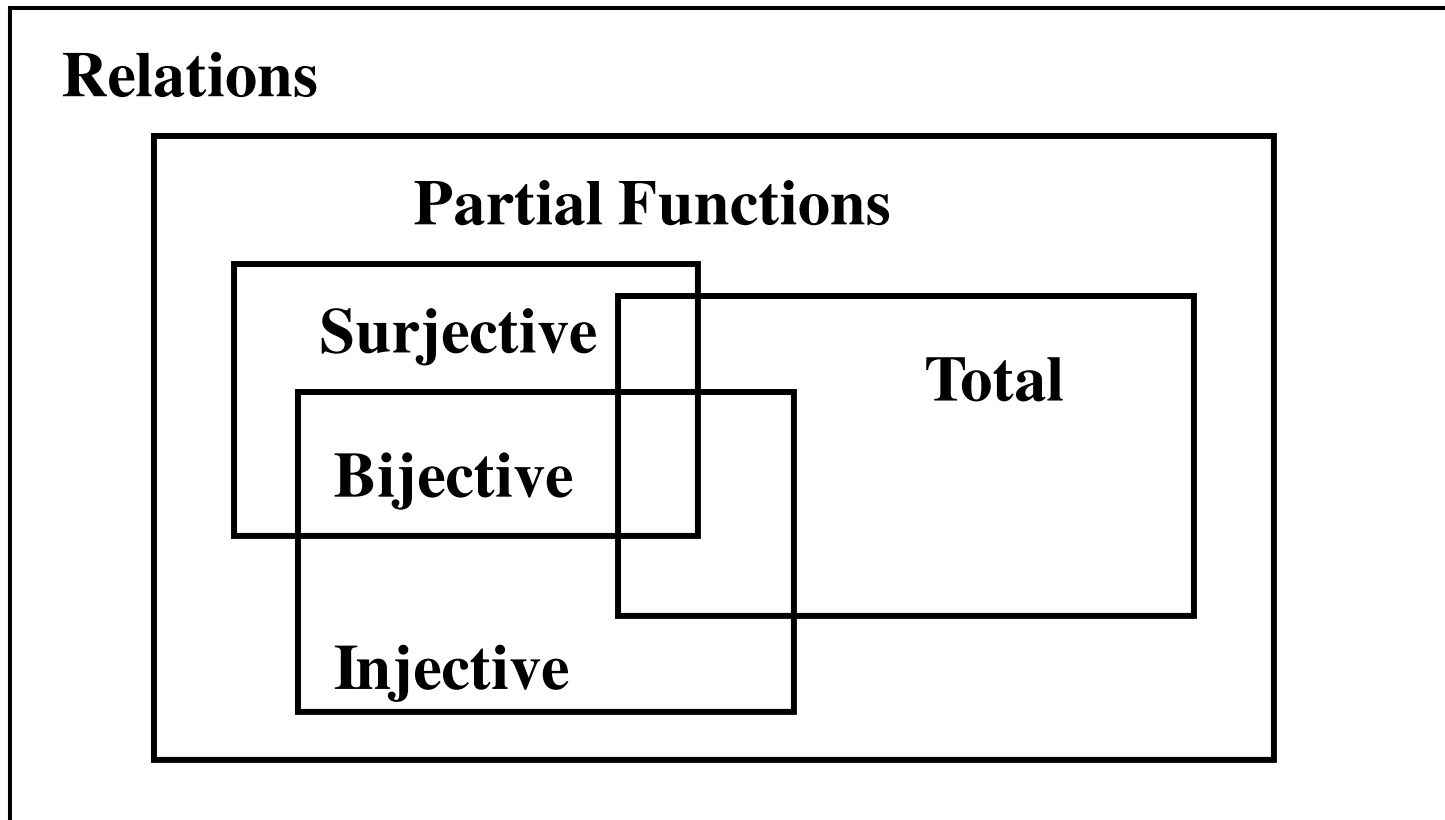 Relations
Partial Functions
Surjective
Total
Bijective
Injective